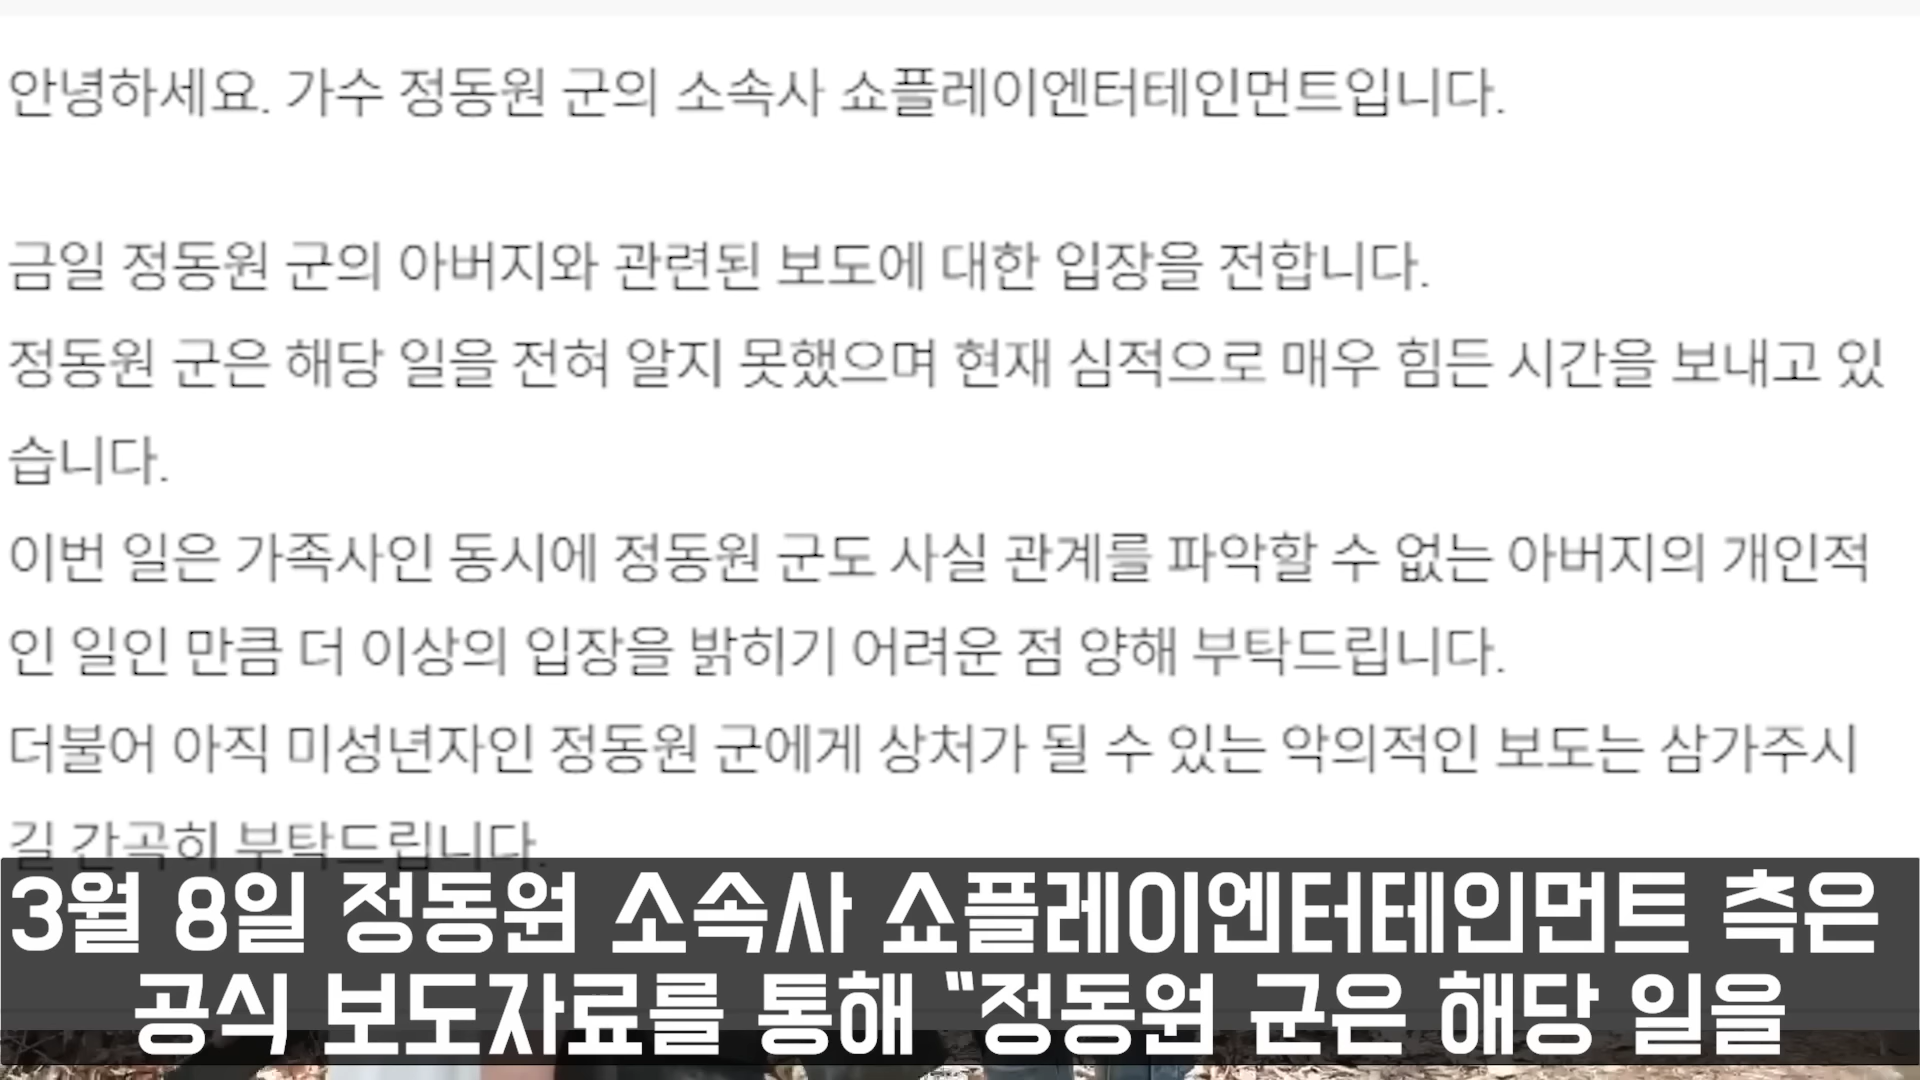 안녕하세요. 가수 정동원 군의 소속사 쇼플레이엔터테인먼트입니다.
금일 정동원 군의 아버지와 관련된 보도에 대한 입장을 전합니다.
정동원 군은 해당 일을 전혀 알지 못했으며 현재 심적으로 매우 힘든 시간을 보내고 있
습니다.
이번 일은 가족사인 동시에 정동원 군도 사실 관계를 파악할 수 없는 아버지의 개인적
인 일인 만큼 더 이상의 입장을 밝히기 어려운 점 양해 부탁드립니다.
더불어 아직 미성년자인 정동원 군에게 상처가 될 수 있는 악의적인 보도는 삼가주시
길 간곡히 부탁드립니다.
3월 8일 정동원 소속사 쇼플레이엔터테인먼트 측은
공식 보도자료를 통해 "정동원 군은 해당 일을